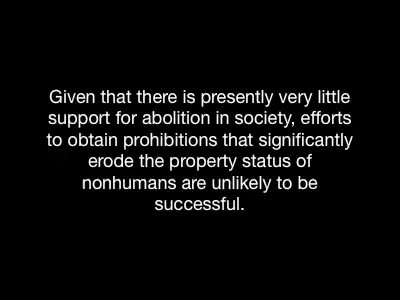 Given that there is presently very little
support for abolition in society, efforts
to obtain prohibitions that significantly
erode the property status of
nonhumans are unlikely to be
successful.